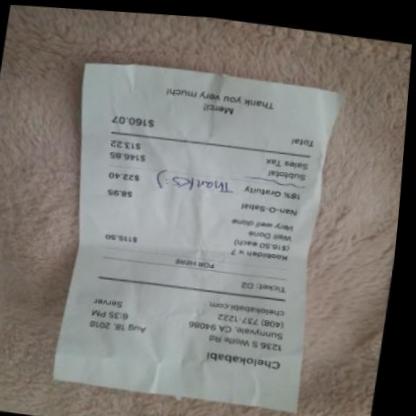 Chelokababi
1236 S Wolfe Rd
Sunnyvale, CA 94086
(408) 737-1222
chelokababi.com
Aug 18, 2018
6:35 PM
Server
Ticket: D2
FOR HERE
Koobideh x 7 $115.50
($16.50 each)
Well Done
Very well done
Nan-O-Sabzi $8.95
18% Gratuity $22.40
Thanks :)
Subtotal $146.85
Sales Tax $13.22
Total $160.07
Merci!
Thank you very much!